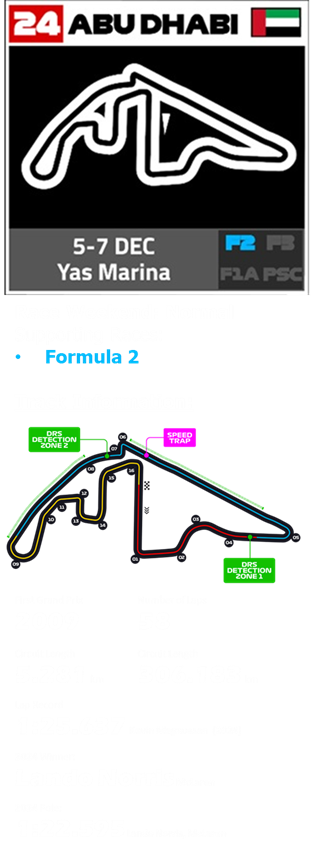 24 ABU DHABI
5-7 DEC
Yas Marina
F2 F3
F1A PSC
• Formula 2
DRS
DETECTION
ZONE 2
SPEED
TRAP
06
07
08
16
15
12
11
10
13
14
09
03
01
02
04
05
DRS
DETECTION
ZONE 1